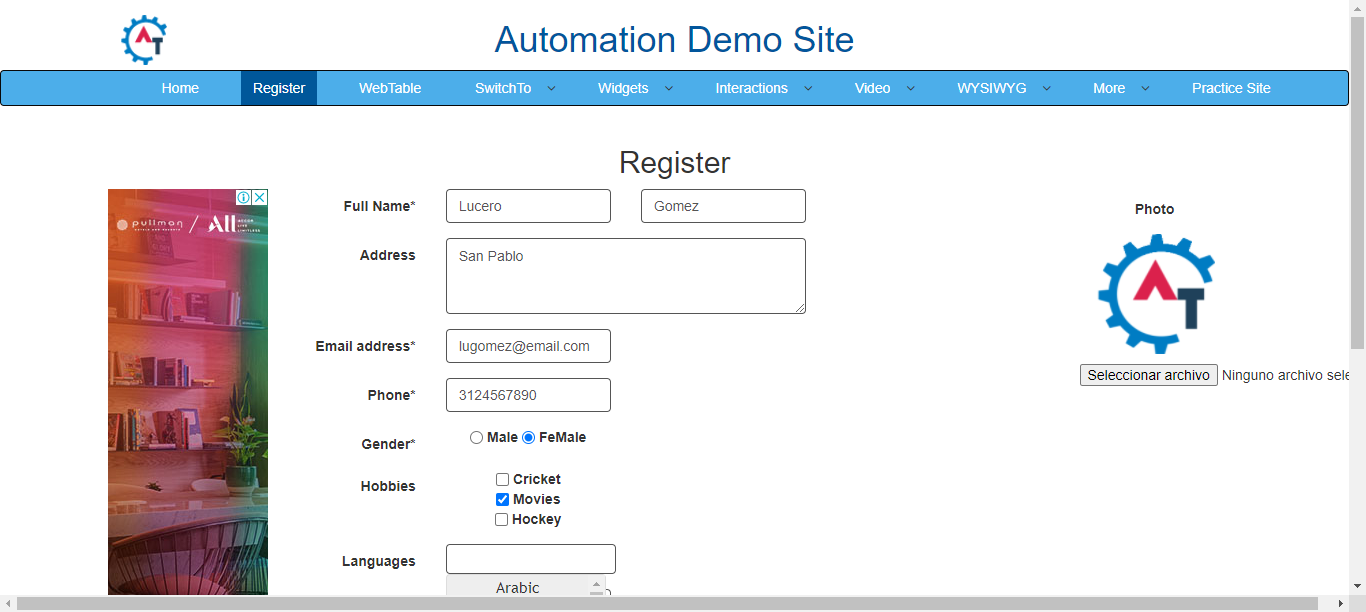 Automation Demo Site
Home Register WebTable SwitchTo Widgets Interactions Video WYSIWYG More Practice Site
Register
pullman ALL
Full Name* Lucero Gomez
Photo
Address San Pablo
Email address* lugomez@email.com
Seleccionar archivo Ninguno archivo sele
Phone* 3124567890
Gender* Male FeMale
Hobbies Cricket
Movies
Hockey
Languages
Arabic